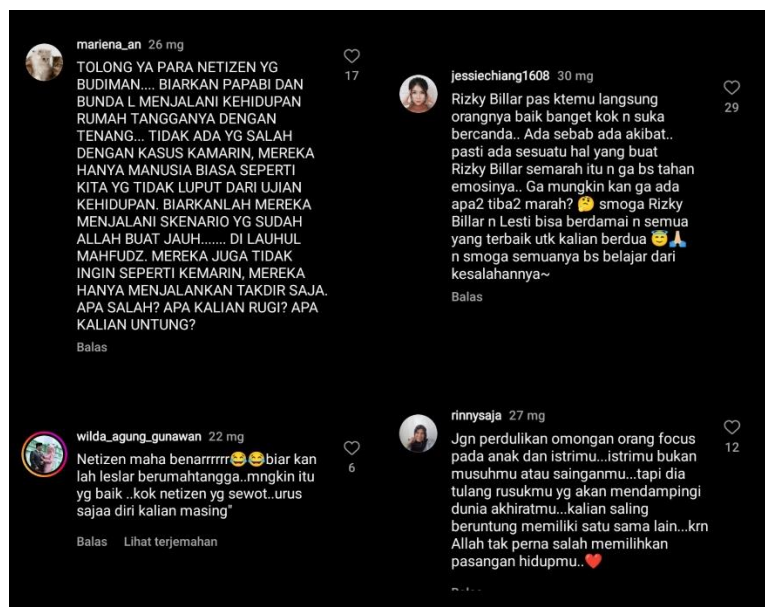 mariena_an 26 mg
TOLONG YA PARA NETIZEN YG
BUDIMAN.... BIARKAN PAPABI DAN
BUNDA L MENJALANI KEHIDUPAN
RUMAH TANGGANYA DENGAN
TENANG... TIDAK ADA YG SALAH
DENGAN KASUS KAMARIN, MEREKA
HANYA MANUSIA BIASA SEPERTI
KITA YG TIDAK LUPUT DARI UJIAN
KEHIDUPAN. BIARKANLAH MEREKA
MENJALANI SKENARIO YG SUDAH
ALLAH BUAT JAUH....... DI LAUHUL
MAHFUDZ. MEREKA JUGA TIDAK
INGIN SEPERTI KEMARIN, MEREKA
HANYA MENJALANKAN TAKDIR SAJA.
APA SALAH? APA KALIAN RUGI? APA
KALIAN UNTUNG?
Balas
17
jessiechiang1608 30 mg
Rizky Billar pas ktemu langsung
orangnya baik banget kok n suka
bercanda.. Ada sebab ada akibat..
pasti ada sesuatu hal yang buat
Rizky Billar semarah itu n ga bs tahan
emosinya.. Ga mungkin kan ga ada
apa2 tiba2 marah? 🤔 smoga Rizky
Billar n Lesti bisa berdamai n semua
yang terbaik utk kalian berdua 😇🙏🏻
n smoga semuanya bs belajar dari
kesalahannya~
Balas
29
wilda_agung_gunawan 22 mg
Netizen maha benarrrrrr😂😂biar kan
lah leslar berumahtangga..mngkin itu
yg baik ..kok netizen yg sewot..urus
sajaa diri kalian masing"
Balas Lihat terjemahan
6
rinnysaja 27 mg
Jgn perdulikan omongan orang focus
pada anak dan istrimu...istrimu bukan
musuhmu atau sainganmu...tapi dia
tulang rusukmu yg akan mendampingi
dunia akhiratmu...kalian saling
beruntung memiliki satu sama lain...krn
Allah tak perna salah memilihkan
pasangan hidupmu..❤️
12